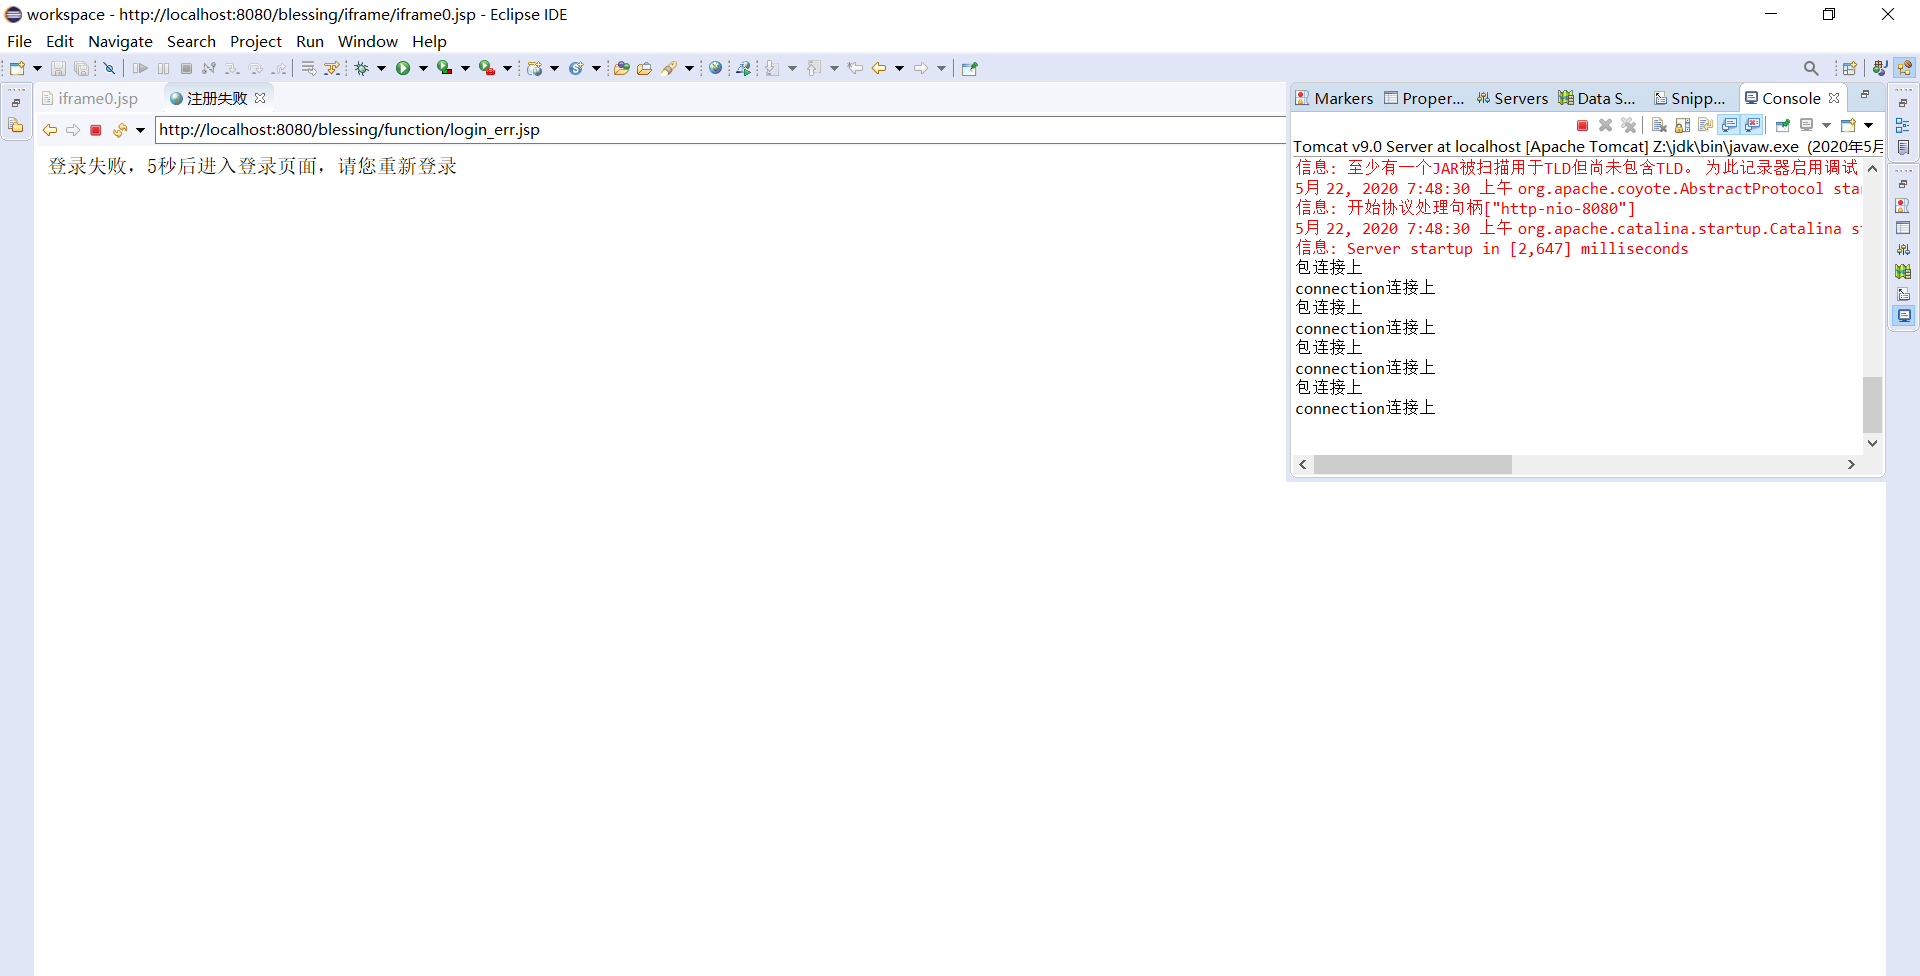 workspace - http://localhost:8080/blessing/iframe/iframe0.jsp - Eclipse IDE
File Edit Navigate Search Project Run Window Help
iframe0.jsp 注册失败
http://localhost:8080/blessing/function/login_err.jsp
登录失败，5秒后进入登录页面，请您重新登录
Markers Proper... Servers Data S... Snipp... Console
Tomcat v9.0 Server at localhost [Apache Tomcat] Z:\jdk\bin\javaw.exe (2020年5月
信息: 至少有一个JAR被扫描用于TLD但尚未包含TLD。 为此记录器启用调试
5月 22, 2020 7:48:30 上午 org.apache.coyote.AbstractProtocol sta
信息: 开始协议处理句柄["http-nio-8080"]
5月 22, 2020 7:48:30 上午 org.apache.catalina.startup.Catalina s
信息: Server startup in [2,647] milliseconds
包连接上
connection连接上
包连接上
connection连接上
包连接上
connection连接上
包连接上
connection连接上